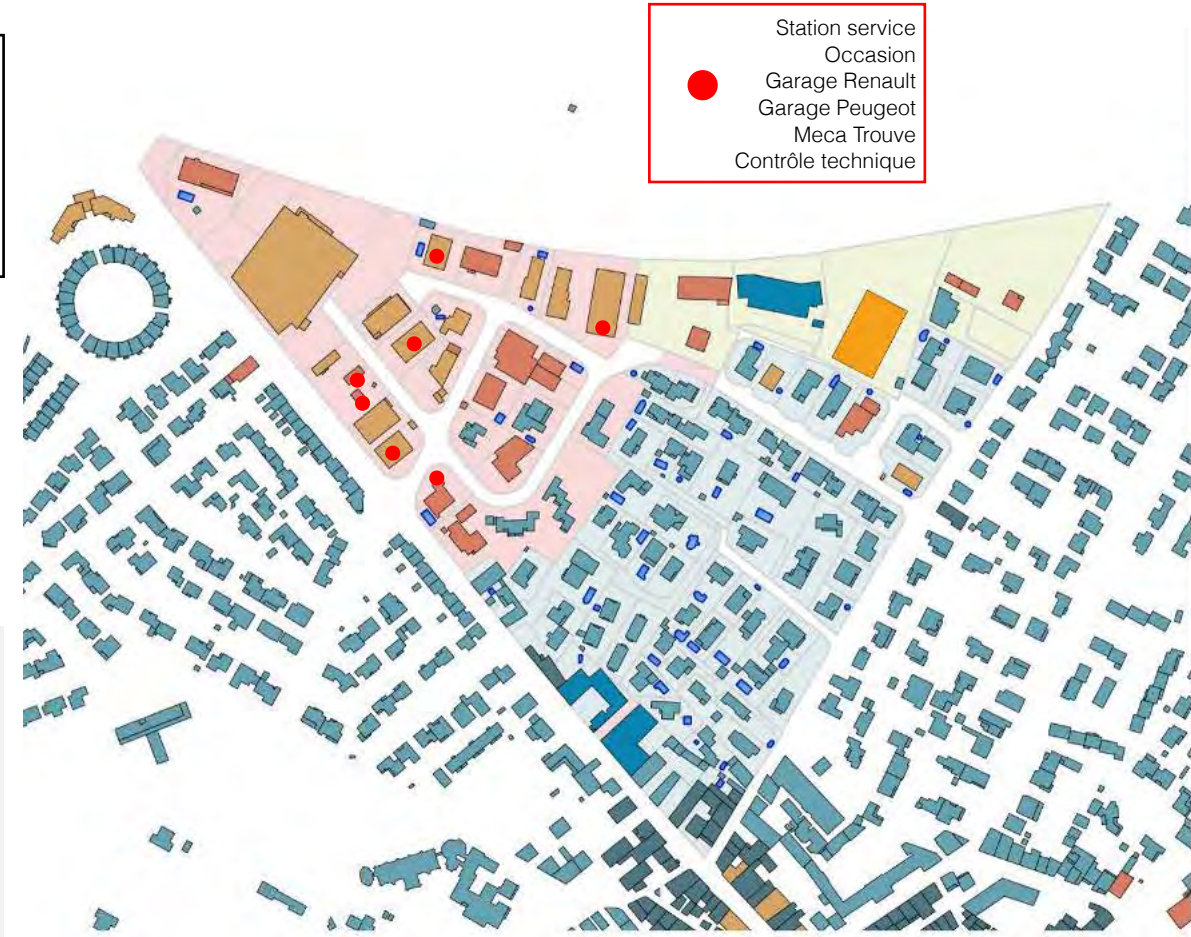 Station service
Occasion
Garage Renault
Garage Peugeot
Meca Trouve
Contrôle technique